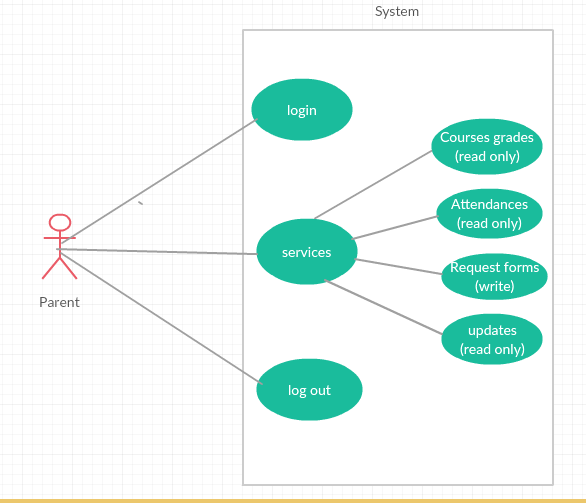 System
login
Courses grades
(read only)
Attendances
(read only)
services
Request forms
(write)
Parent
updates
(read only)
log out